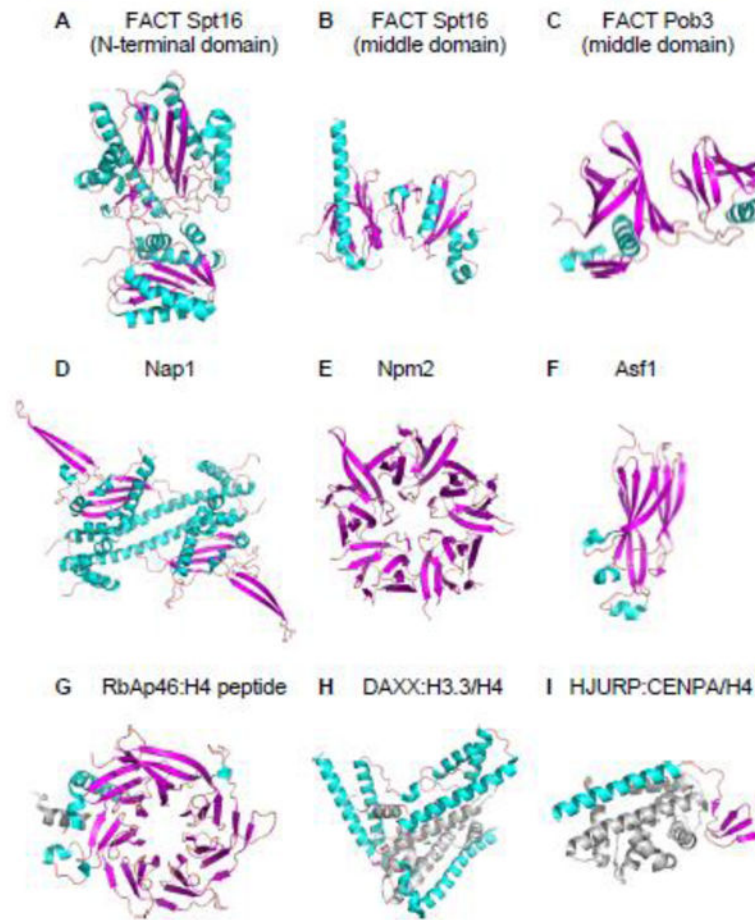 A FACT Spt16
(N-terminal domain)
B FACT Spt16
(middle domain)
C FACT Pob3
(middle domain)
D Nap1
E Npm2
F Asf1
G RbAp46:H4 peptide
H DAXX:H3.3/H4
I HJURP:CENPA/H4